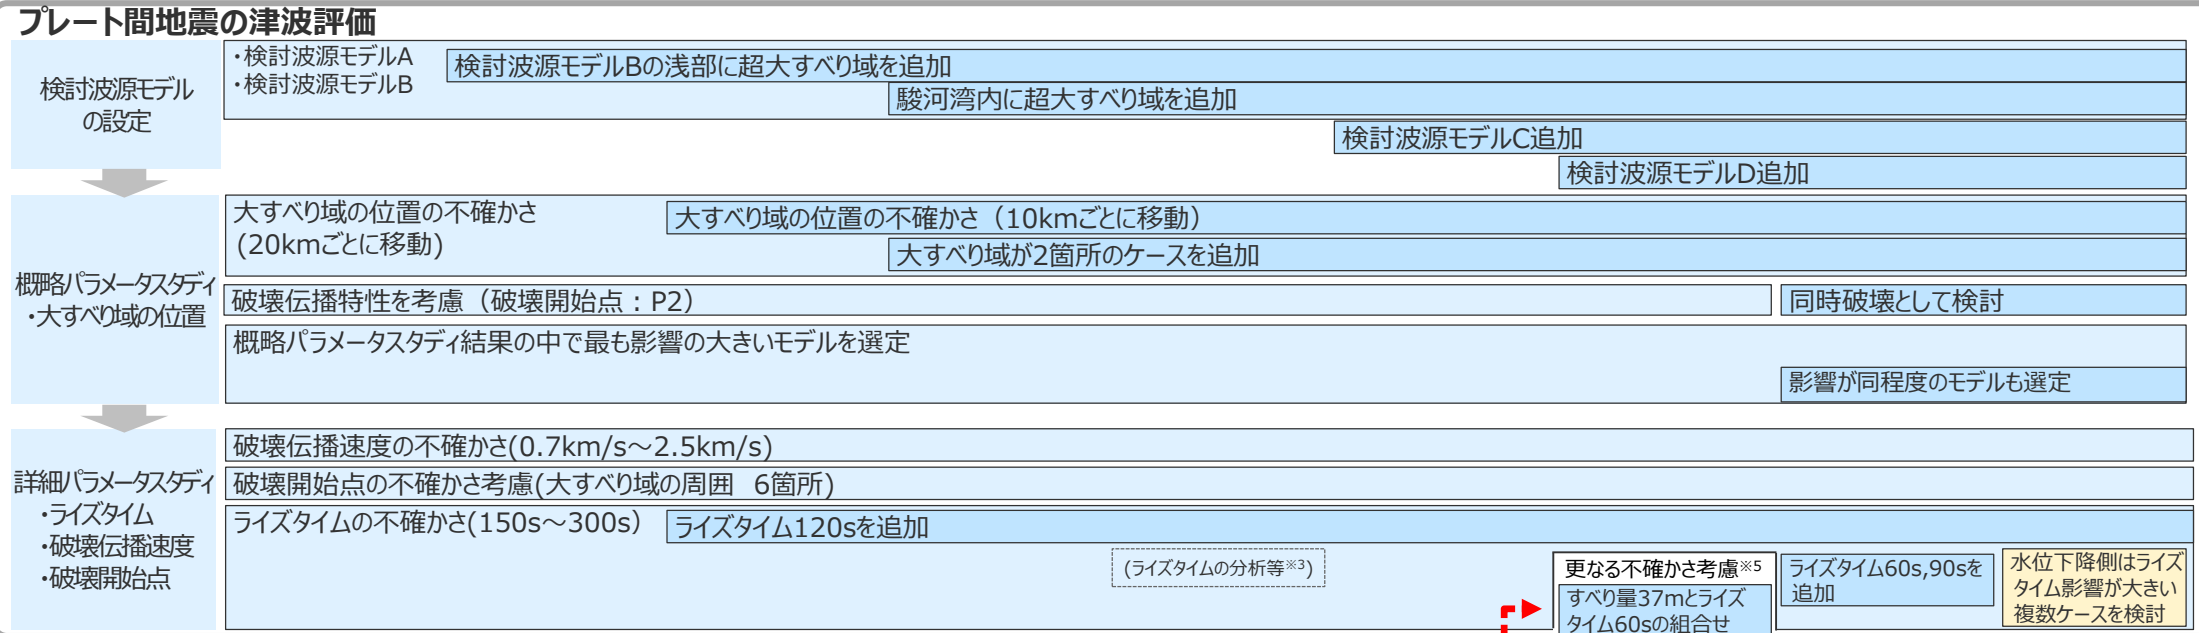 プレート間地震の津波評価
検討波源モデル
の設定
・検討波源モデルA
・検討波源モデルB
検討波源モデルBの浅部に超大すべり域を追加
駿河湾内に超大すべり域を追加
検討波源モデルC追加
検討波源モデルD追加
概略パラメータスタディ
・大すべり域の位置
大すべり域の位置の不確かさ
(20kmごとに移動)
大すべり域の位置の不確かさ（10kmごとに移動）
大すべり域が2箇所のケースを追加
破壊伝播特性を考慮（破壊開始点：P2）
同時破壊として検討
概略パラメータスタディ結果の中で最も影響の大きいモデルを選定
影響が同程度のモデルも選定
詳細パラメータスタディ
・ライズタイム
・破壊伝播速度
・破壊開始点
破壊伝播速度の不確かさ(0.7km/s～2.5km/s)
破壊開始点の不確かさ考慮(大すべり域の周囲　6箇所)
ライズタイムの不確かさ(150s～300s）
ライズタイム120sを追加
(ライズタイムの分析等※3)
更なる不確かさ考慮※5
すべり量37mとライズ
タイム60sの組合せ
ライズタイム60s,90sを
追加
水位下降側はライズ
タイム影響が大きい
複数ケースを検討